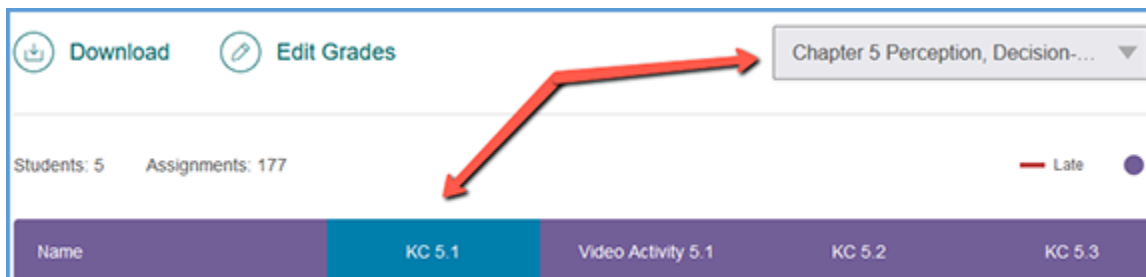 Download Edit Grades Chapter 5 Perception, Decision-...
Students: 5 Assignments: 177 Late
Name KC 5.1 Video Activity 5.1 KC 5.2 KC 5.3